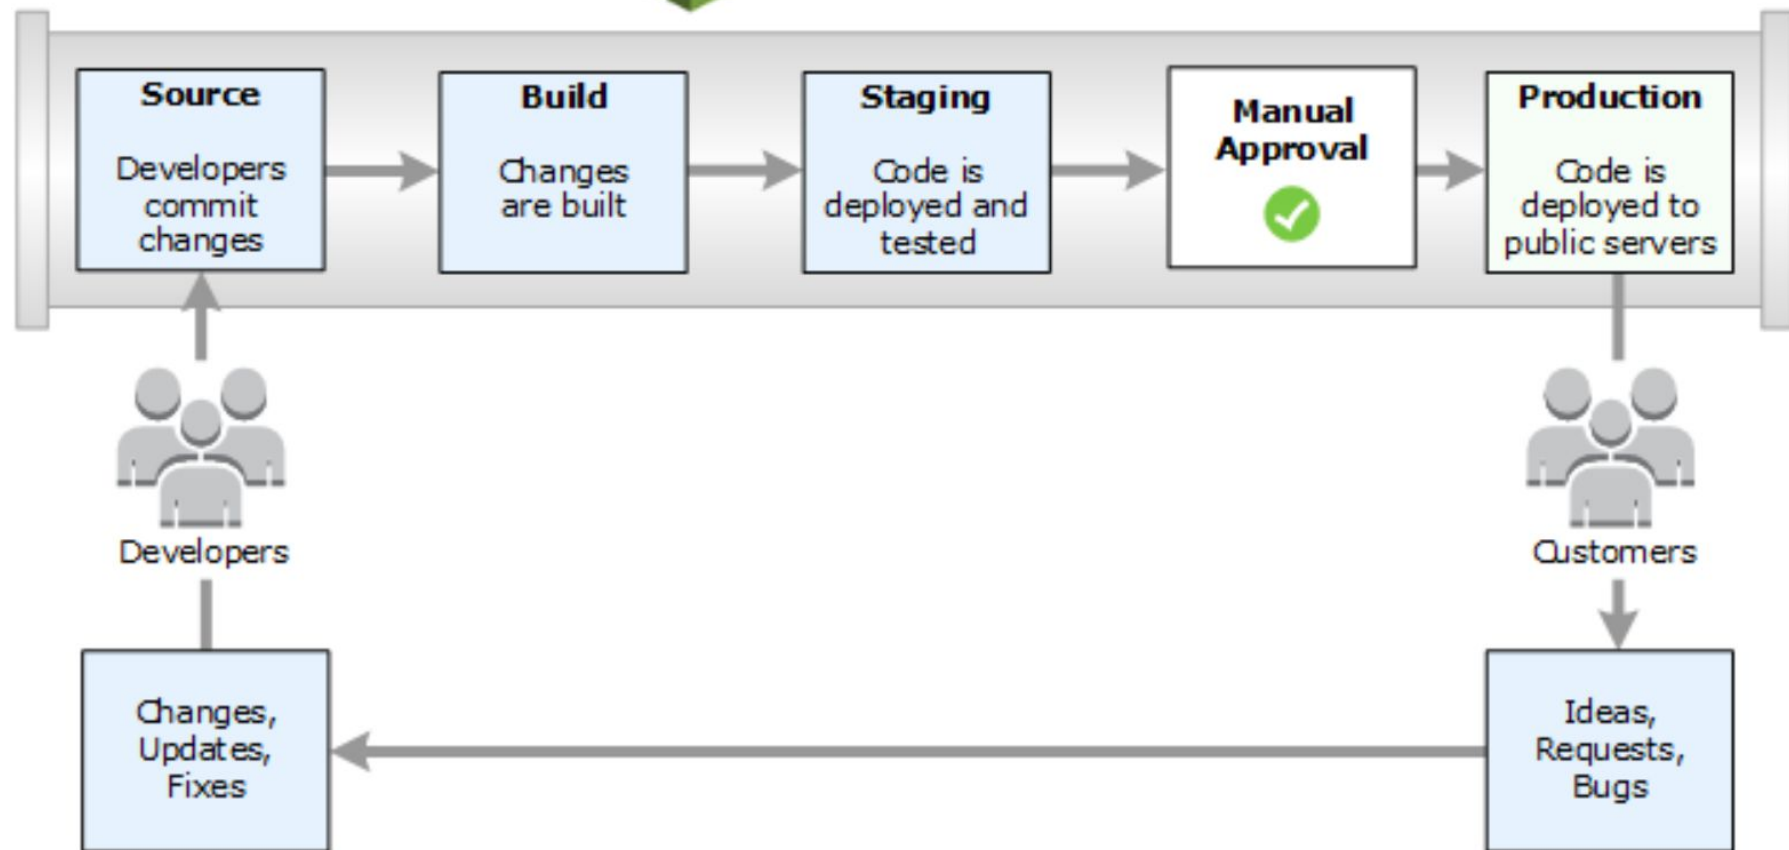 Source
Developers
commit
changes
Build
Changes
are built
Staging
Code is
deployed and
tested
Manual
Approval
Production
Code is
deployed to
public servers
Developers
Customers
Changes,
Updates,
Fixes
Ideas,
Requests,
Bugs